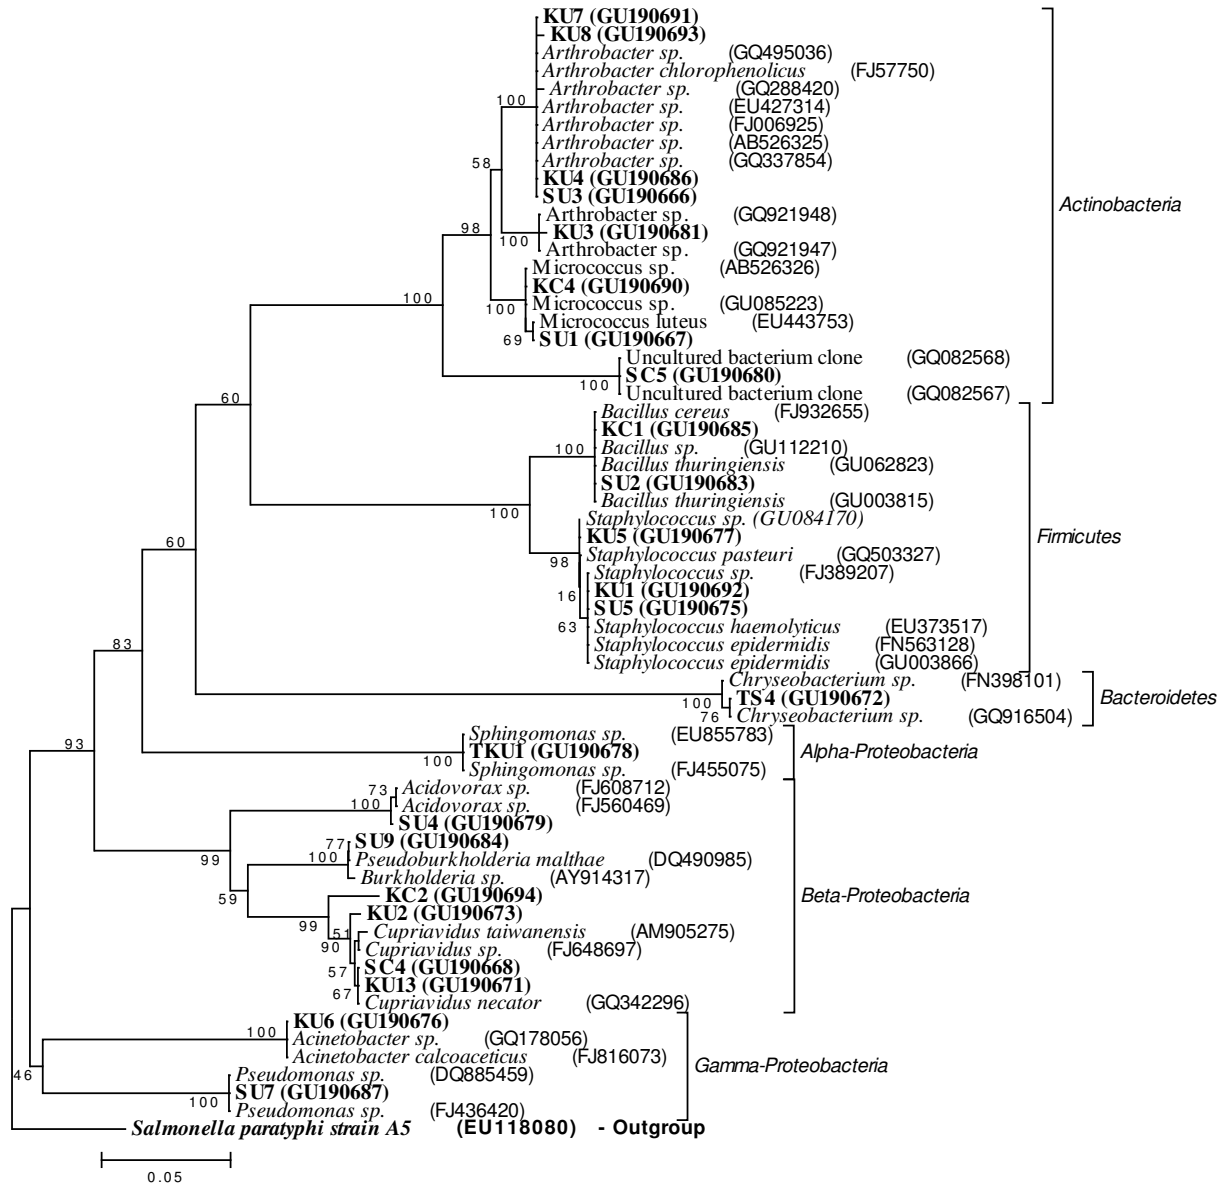 KU7 (GU190691)
KU8 (GU190693)
Arthrobacter sp. (GQ495036)
Arthrobacter chlorophenolicus (FJ57750)
Arthrobacter sp. (GQ288420)
100
Arthrobacter sp. (EU427314)
Arthrobacter sp. (FJ006925)
Arthrobacter sp. (AB526325)
Arthrobacter sp. (GQ337854)
58
KU4 (GU190686)
SU3 (GU190666)
Actinobacteria
Arthrobacter sp. (GQ921948)
98
KU3 (GU190681)
100
Arthrobacter sp. (GQ921947)
Micrococcus sp. (AB526326)
KC4 (GU190690)
100
Micrococcus sp. (GU085223)
100
Micrococcus luteus (EU443753)
69
SU1 (GU190667)
Uncultured bacterium clone (GQ082568)
SC5 (GU190680)
100
Uncultured bacterium clone (GQ082567)
60
Bacillus cereus (FJ932655)
KC1 (GU190685)
100
Bacillus sp. (GU112210)
Bacillus thuringiensis (GU062823)
SU2 (GU190683)
Bacillus thuringiensis (GU003815)
100
Staphylococcus sp. (GU084170)
KU5 (GU190677)
Firmicutes
60
Staphylococcus pasteuri (GQ503327)
98
Staphylococcus sp. (FJ389207)
KU1 (GU190692)
16
SU5 (GU190675)
63
Staphylococcus haemolyticus (EU373517)
83
Staphylococcus epidermidis (FN563128)
Staphylococcus epidermidis (GU003866)
Chryseobacterium sp. (FN398101)
100
TS4 (GU190672)
Bacteroidetes
76
Chryseobacterium sp. (GQ916504)
93
Sphingomonas sp. (EU855783)
TKU1 (GU190678)
Alpha-Proteobacteria
100
Sphingomonas sp. (FJ455075)
73
Acidovorax sp. (FJ608712)
100
Acidovorax sp. (FJ560469)
SU4 (GU190679)
77
SU9 (GU190684)
99
100
Pseudoburkholderia malthae (DQ490985)
Burkholderia sp. (AY914317)
59
KC2 (GU190694)
Beta-Proteobacteria
99
KU2 (GU190673)
51
Cupriavidus taiwanensis (AM905275)
90
Cupriavidus sp. (FJ648697)
57
SC4 (GU190668)
67
KU13 (GU190671)
Cupriavidus necator (GQ342296)
KU6 (GU190676)
100
Acinetobacter sp. (GQ178056)
Acinetobacter calcoaceticus (FJ816073)
Gamma-Proteobacteria
46
Pseudomonas sp. (DQ885459)
SU7 (GU190687)
100
Pseudomonas sp. (FJ436420)
Salmonella paratyphi strain A5 (EU118080) - Outgroup
0.05